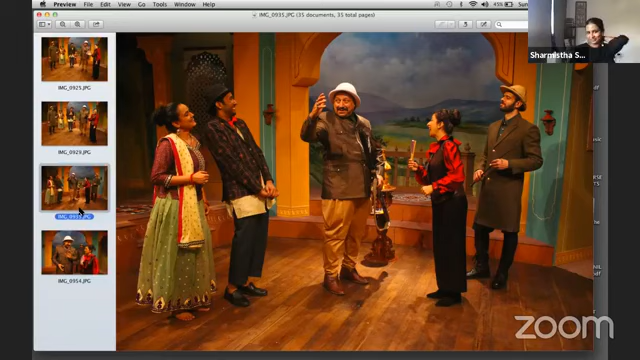 Preview File Edit View Go Tools Window Help
45%
IMG_0935.JPG (35 documents, 35 total pages)
Sharmistha S...
IMG_0925.JPG
IMG_0929.JPG
IMG_0954.JPG
zoom